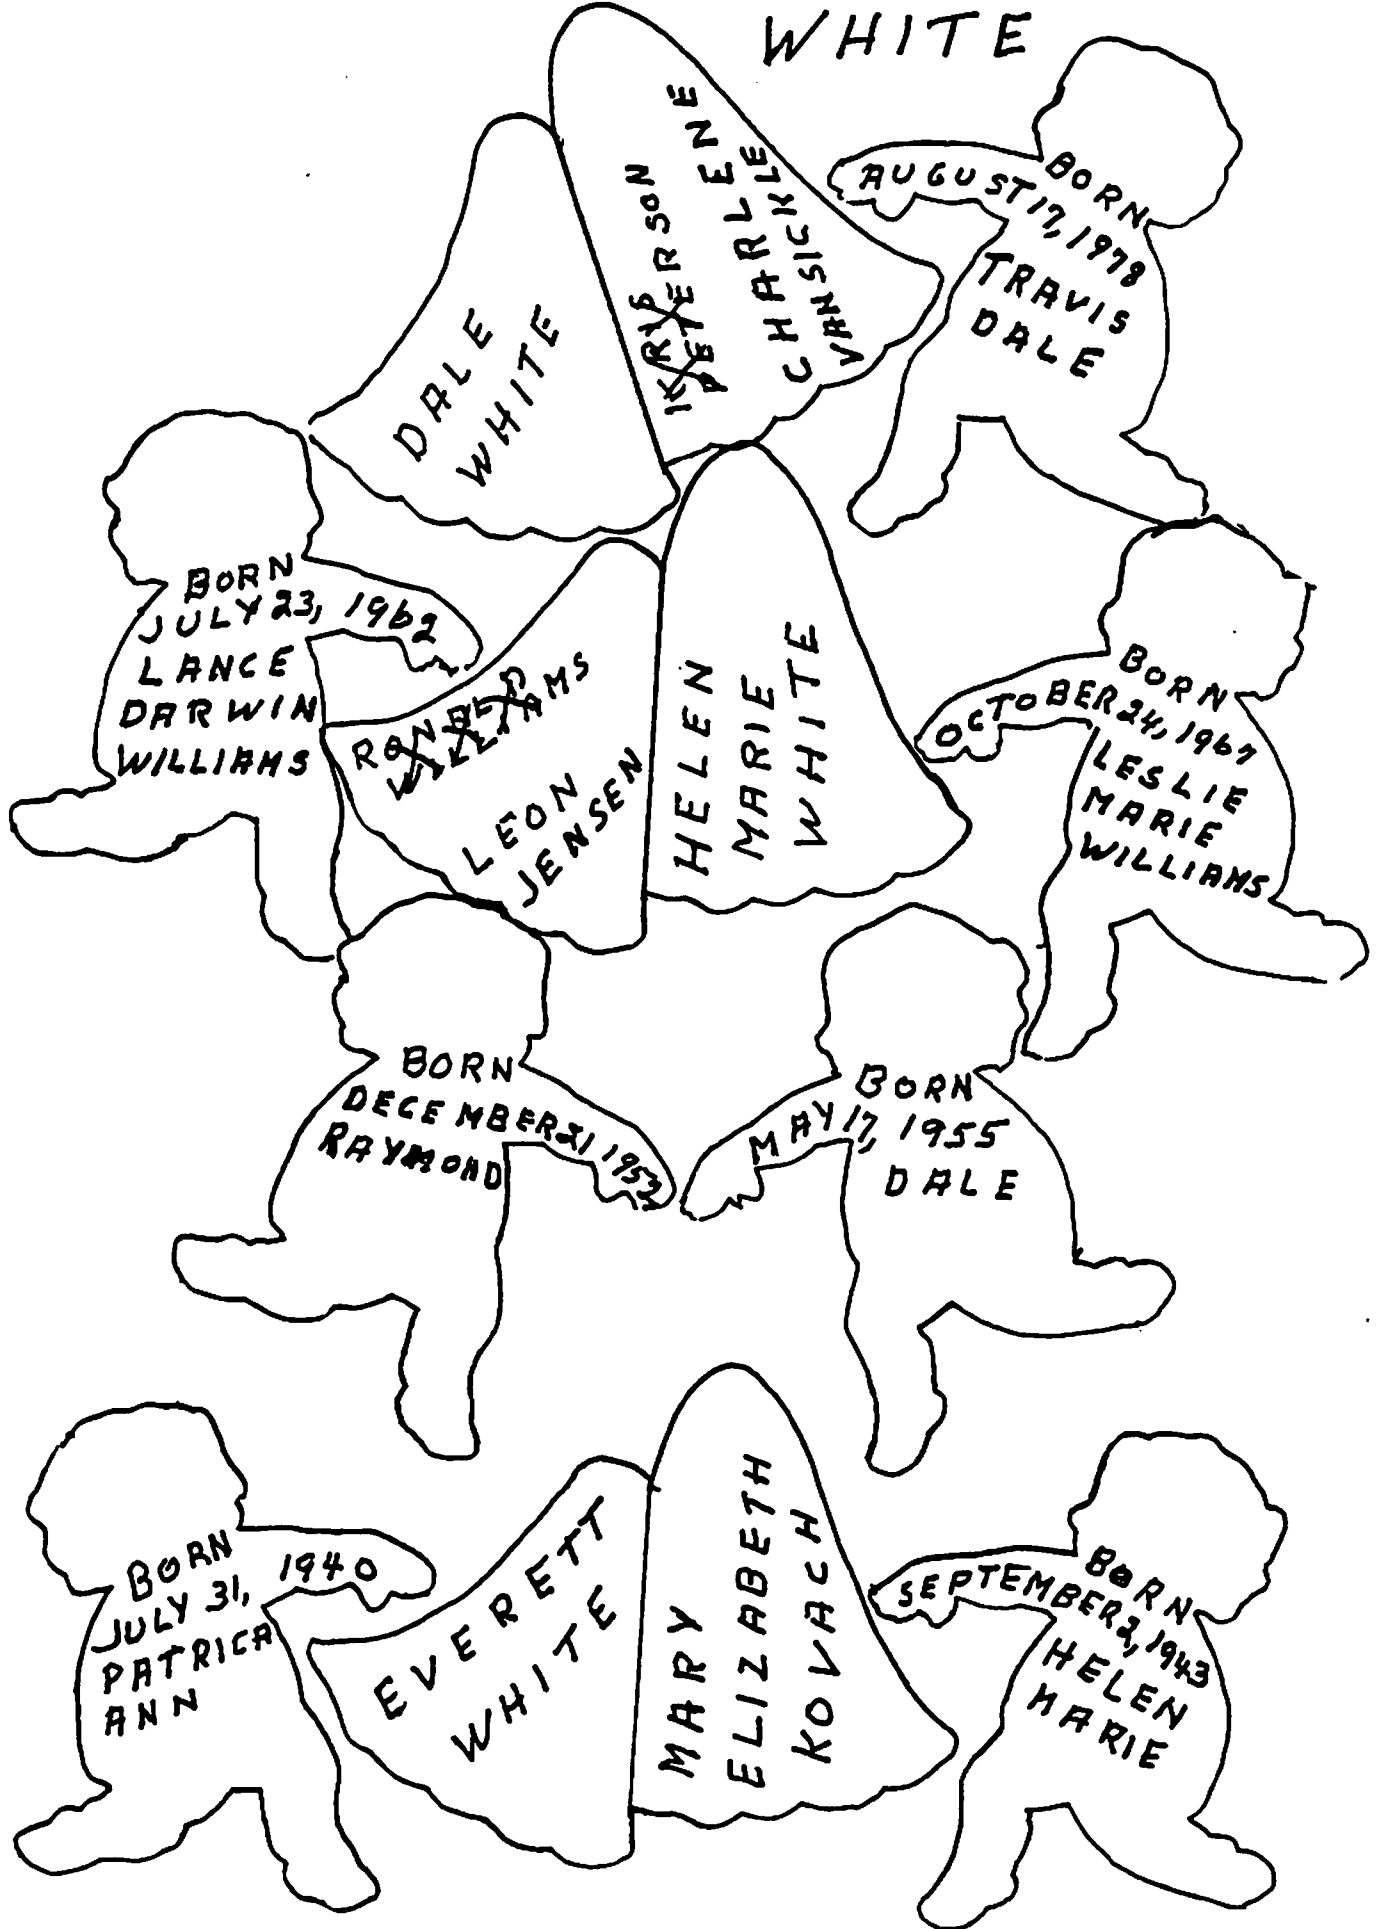 WHITE
DALE
WHITE
KRIS
PETERSON
CHARLENE
VANSICKLE
BORN
AUGUST 17, 1978
TRAVIS
DALE
BORN
JULY 23, 1962
LANCE
DARWIN
WILLIAMS
WILLIAMS
LEON
JENSEN
HELEN
MARIE
WHITE
BORN
OCTOBER 24, 1967
LESLIE
MARIE
WILLIAMS
BORN
DECEMBER 21 1953
RAYMOND
BORN
MAY 17, 1955
DALE
BORN
JULY 31, 1940
PATRICA
ANN
EVERETT
WHITE
MARY
ELIZABETH
KOVACH
BORN
SEPTEMBER 2, 1943
HELEN
MARIE